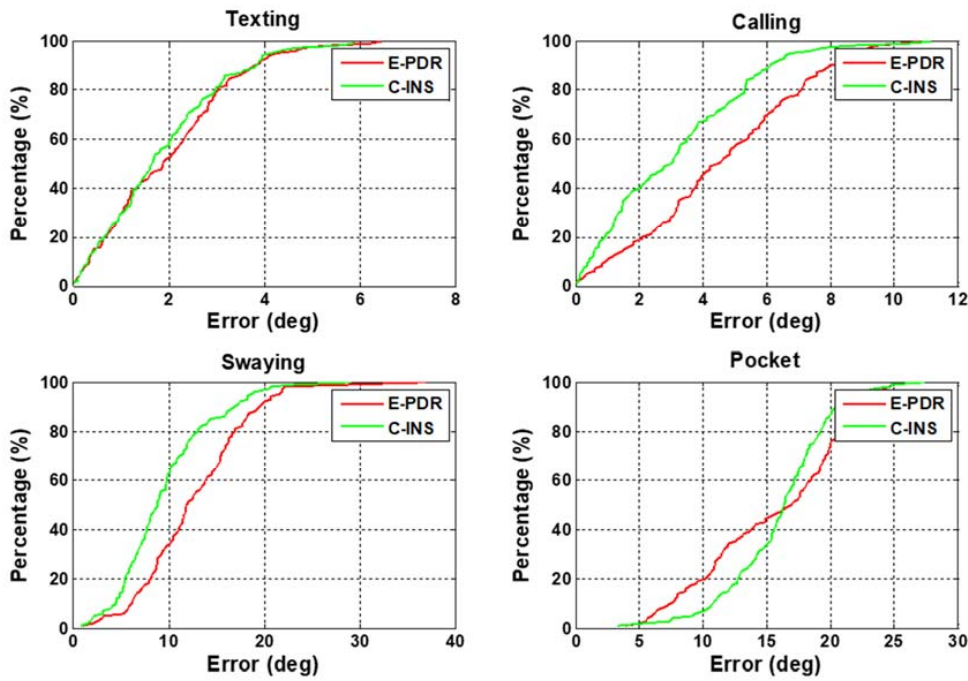 Texting
100
80
60
40
20
0
Percentage (%)
E-PDR
C-INS
0 2 4 6 8
Error (deg)
Calling
100
80
60
40
20
0
Percentage (%)
E-PDR
C-INS
0 2 4 6 8 10 12
Error (deg)
Swaying
100
80
60
40
20
0
Percentage (%)
E-PDR
C-INS
0 10 20 30 40
Error (deg)
Pocket
100
80
60
40
20
0
Percentage (%)
E-PDR
C-INS
0 5 10 15 20 25 30
Error (deg)